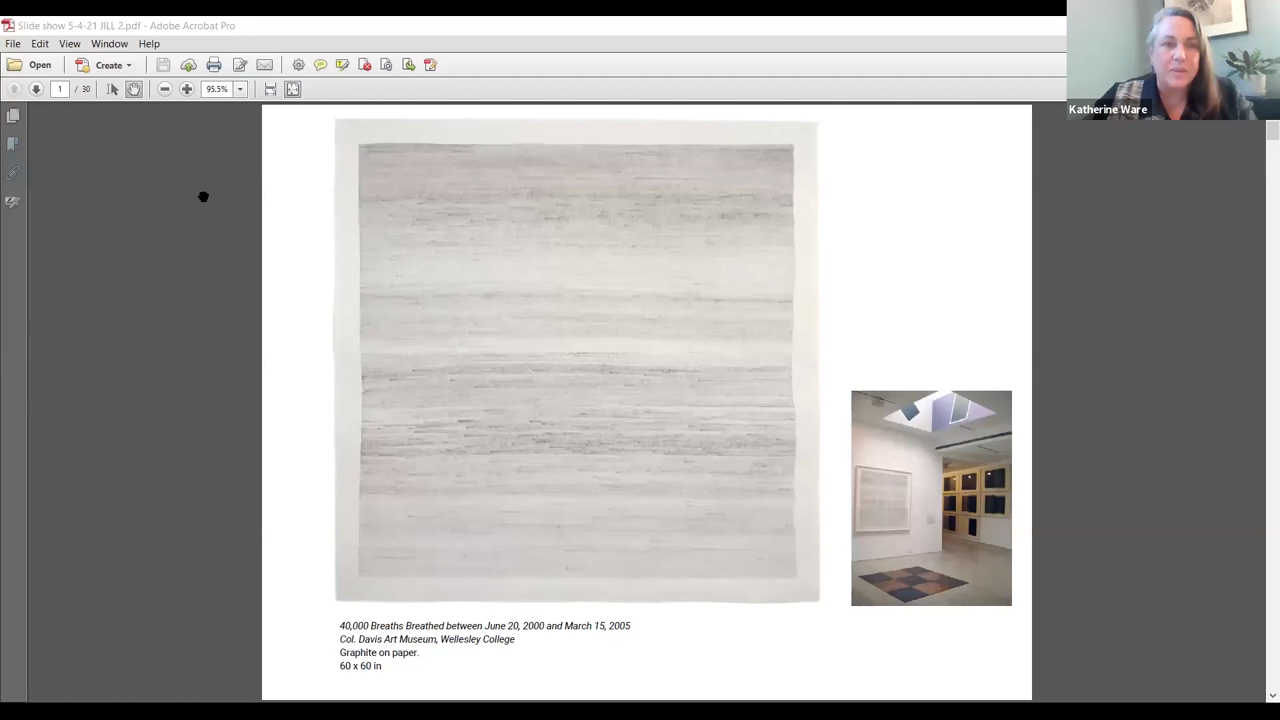 Slide show 5-4-21 JILL 2.pdf - Adobe Acrobat Pro
File Edit View Window Help
Open Create
1 / 30 95.5%
Katherine Ware
40,000 Breaths Breathed between June 20, 2000 and March 15, 2005
Col. Davis Art Museum, Wellesley College
Graphite on paper.
60 x 60 in